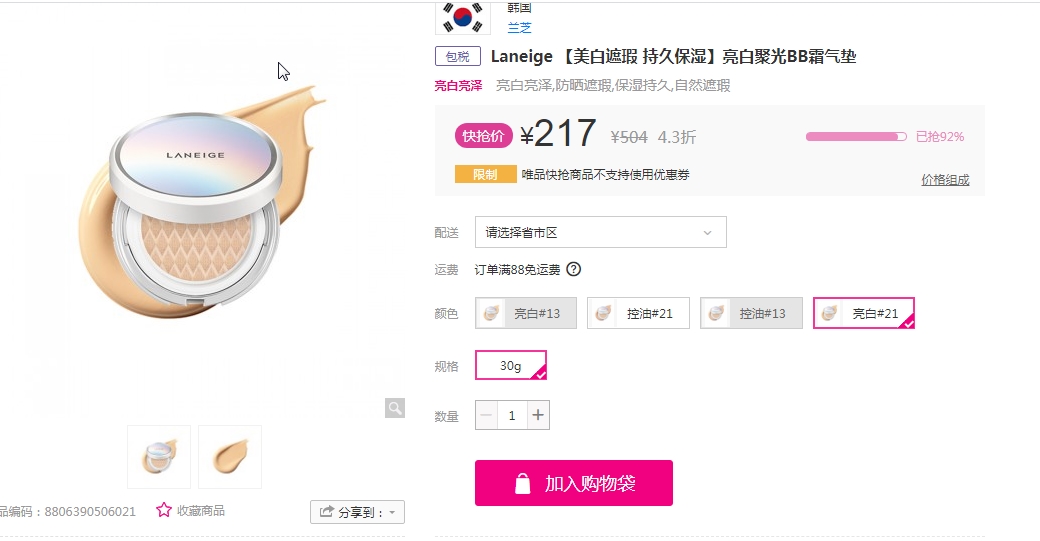 韩国
兰芝
包税 Laneige 【美白遮瑕 持久保湿】亮白聚光BB霜气垫
亮白亮泽 亮白亮泽,防晒遮瑕,保湿持久,自然遮瑕
快抢价 ¥217 ¥504 4.3折 已抢92%
限制 唯品快抢商品不支持使用优惠券
价格组成
LANEIGE
配送 请选择省市区
运费 订单满88免运费 ?
颜色 亮白#13 控油#21 控油#13 亮白#21
规格 30g
数量 1 +
加入购物袋
品编码：8806390506021 收藏商品 分享到：